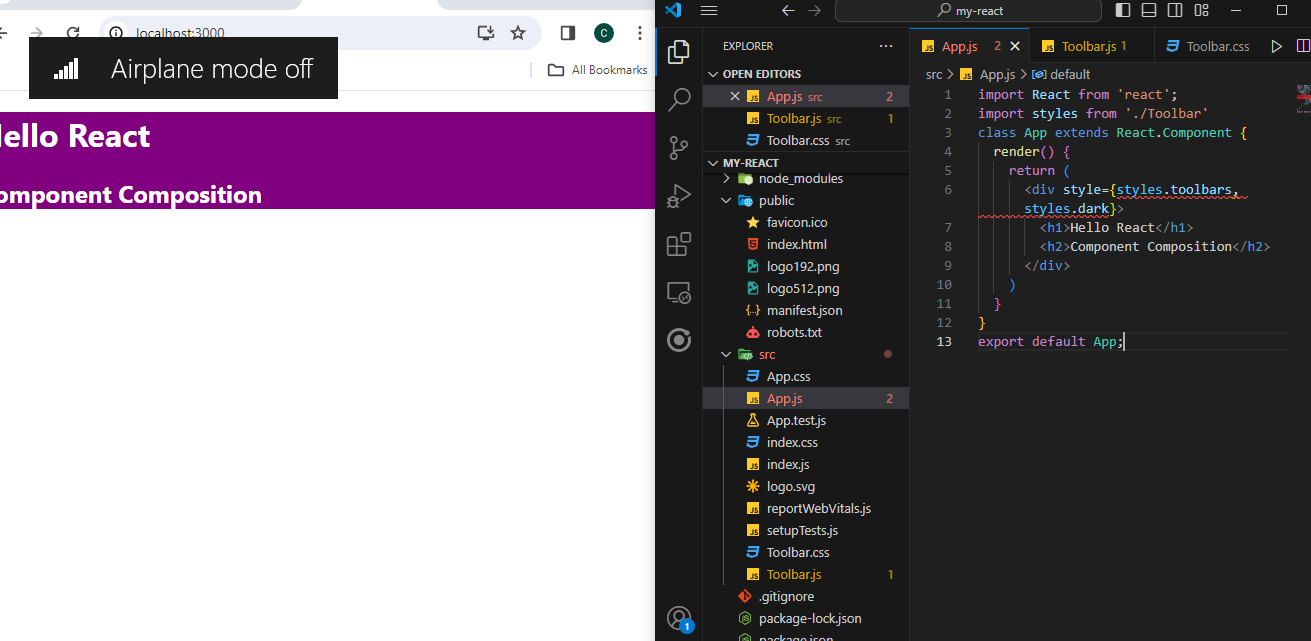 localhost:3000
Airplane mode off
All Bookmarks
ello React
omponent Composition
my-react
EXPLORER
OPEN EDITORS
App.js src 2
Toolbar.js src 1
Toolbar.css src
MY-REACT
node_modules
public
favicon.ico
index.html
logo192.png
logo512.png
manifest.json
robots.txt
src
App.css
App.js 2
App.test.js
index.css
index.js
logo.svg
reportWebVitals.js
setupTests.js
Toolbar.css
Toolbar.js 1
.gitignore
package-lock.json
package.json
1
App.js 2
Toolbar.js 1
Toolbar.css
src > App.js > default
1 import React from 'react';
2 import styles from './Toolbar'
3 class App extends React.Component {
4 render() {
5 return (
6 <div style={styles.toolbars,
styles.dark}>
7 <h1>Hello React</h1>
8 <h2>Component Composition</h2>
9 </div>
10 )
11 }
12 }
13 export default App;